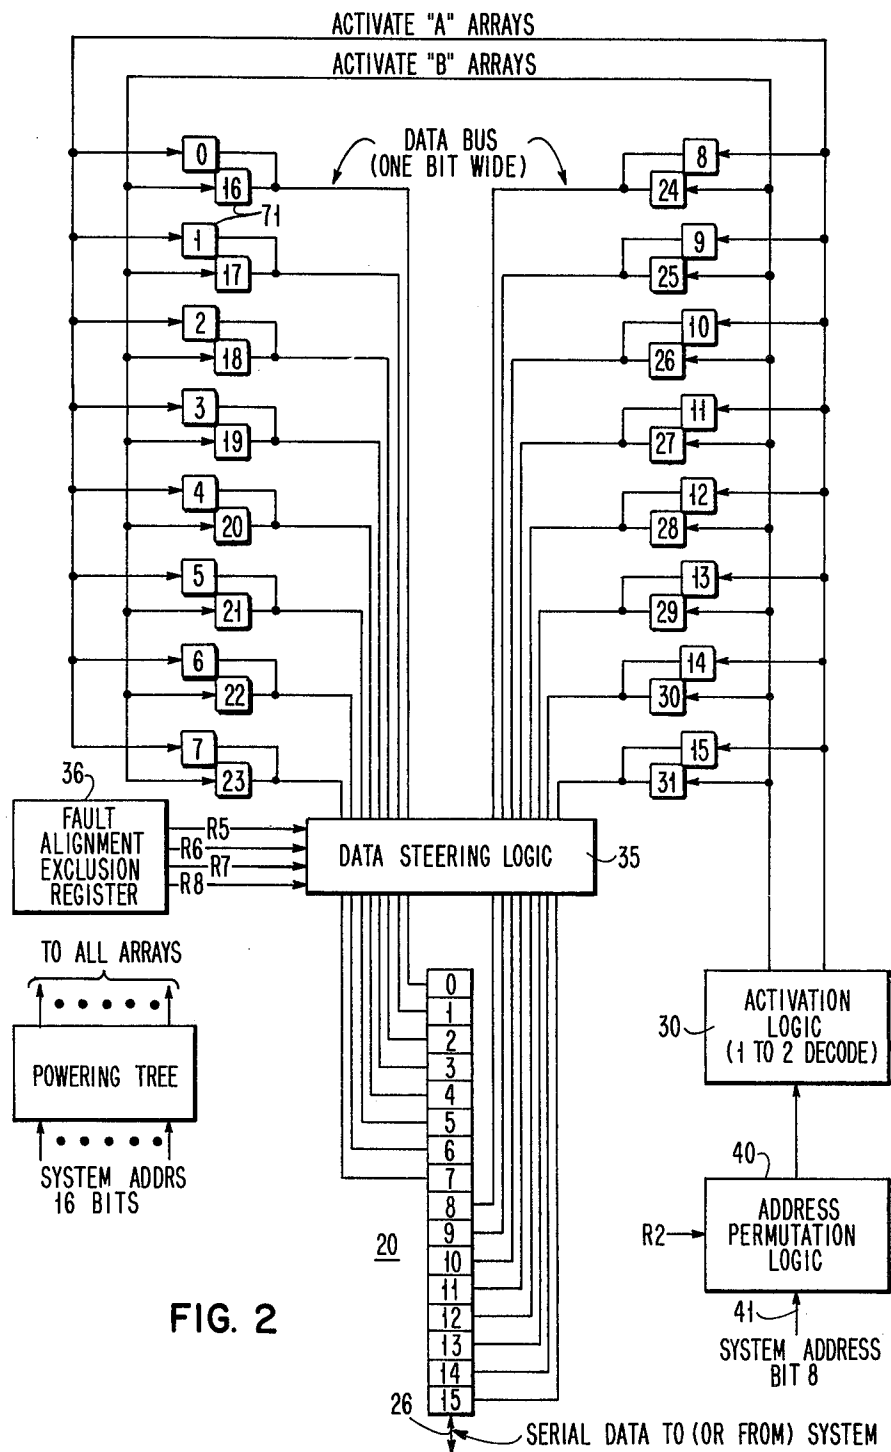 ACTIVATE "A" ARRAYS
ACTIVATE "B" ARRAYS
DATA BUS
(ONE BIT WIDE)
0
16
71
1
17
2
18
3
19
4
20
5
21
6
22
7
23
8
24
9
25
10
26
11
27
12
28
13
29
14
30
15
31
36
FAULT
ALIGNMENT
EXCLUSION
REGISTER
R5
R6
R7
R8
DATA STEERING LOGIC
35
TO ALL ARRAYS
POWERING TREE
SYSTEM ADDRS
16 BITS
0
1
2
3
4
5
6
7
8
9
10
11
12
13
14
15
20
26
SERIAL DATA TO (OR FROM) SYSTEM
30
ACTIVATION
LOGIC
(1 TO 2 DECODE)
40
R2
ADDRESS
PERMUTATION
LOGIC
41
SYSTEM ADDRESS
BIT 8
FIG. 2